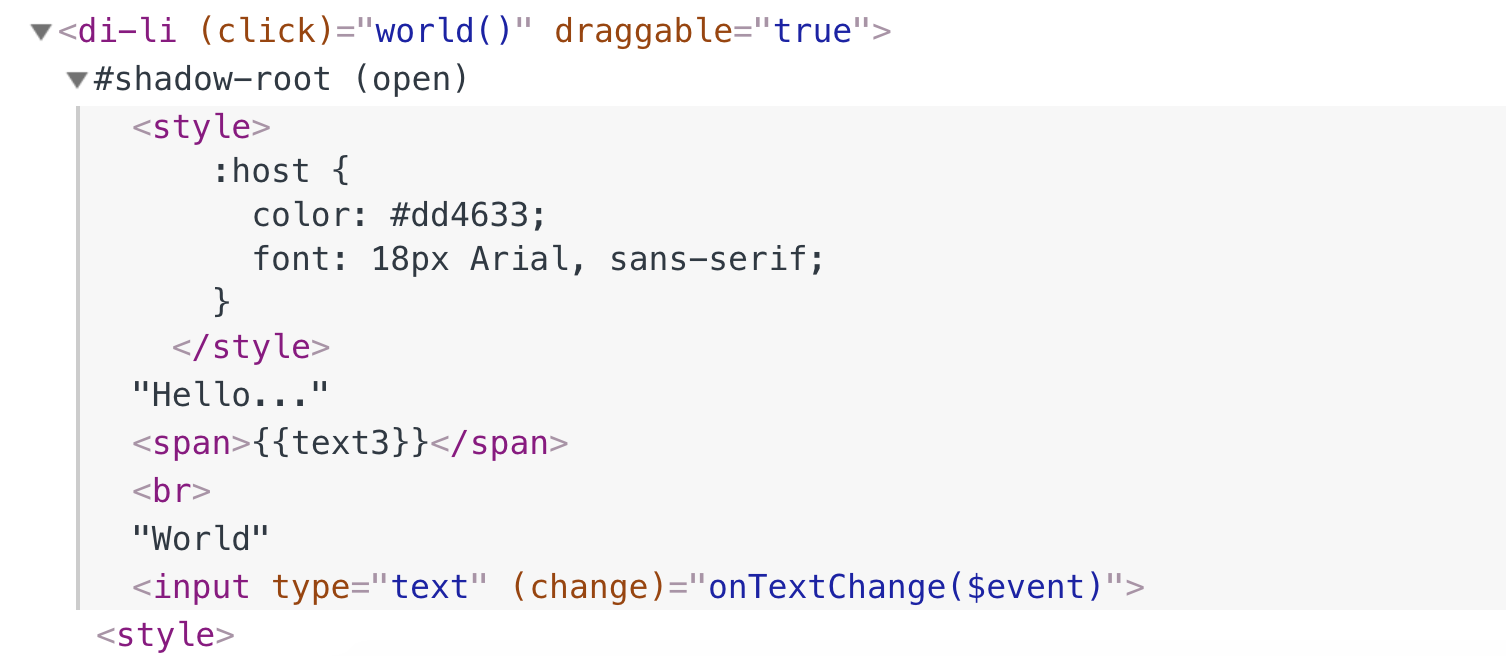 <di-li (click)="world()" draggable="true">
#shadow-root (open)
<style>
:host {
color: #dd4633;
font: 18px Arial, sans-serif;
}
</style>
"Hello..."
<span>{{text3}}</span>
<br>
"World"
<input type="text" (change)="onTextChange($event)">
<style>